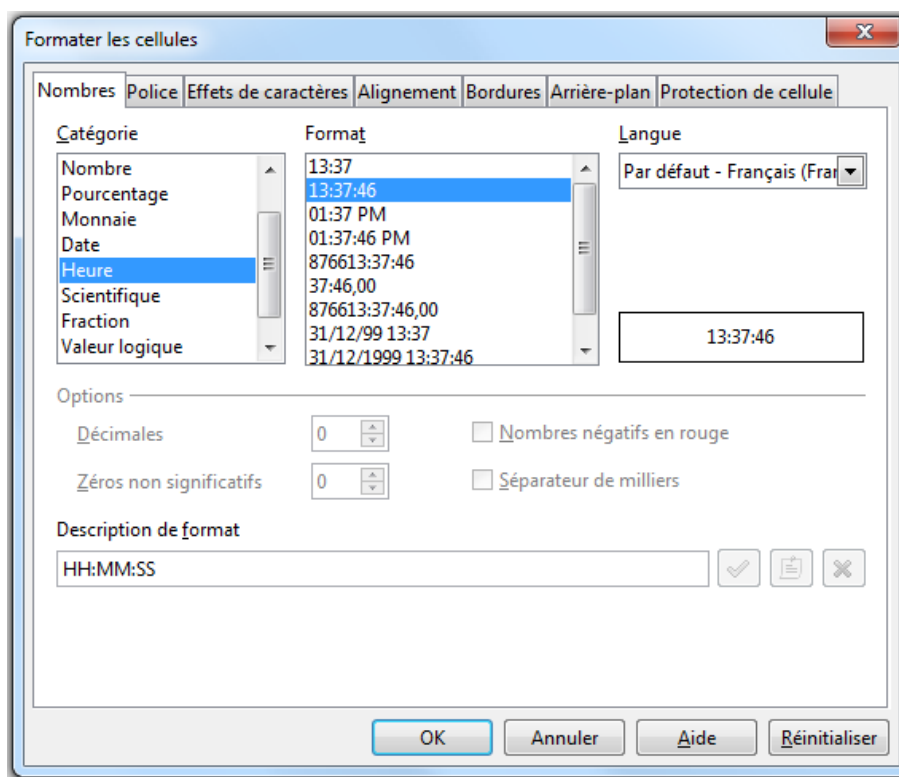 Formater les cellules
Nombres Police Effets de caractères Alignement Bordures Arrière-plan Protection de cellule
Catégorie
Nombre
Pourcentage
Monnaie
Date
Heure
Scientifique
Fraction
Valeur logique
Format
13:37
13:37:46
01:37 PM
01:37:46 PM
876613:37:46
37:46,00
876613:37:46,00
31/12/99 13:37
31/12/1999 13:37:46
Langue
Par défaut - Français (Fran
13:37:46
Options
Décimales 0
Nombres négatifs en rouge
Zéros non significatifs 0
Séparateur de milliers
Description de format
HH:MM:SS
OK Annuler Aide Réinitialiser